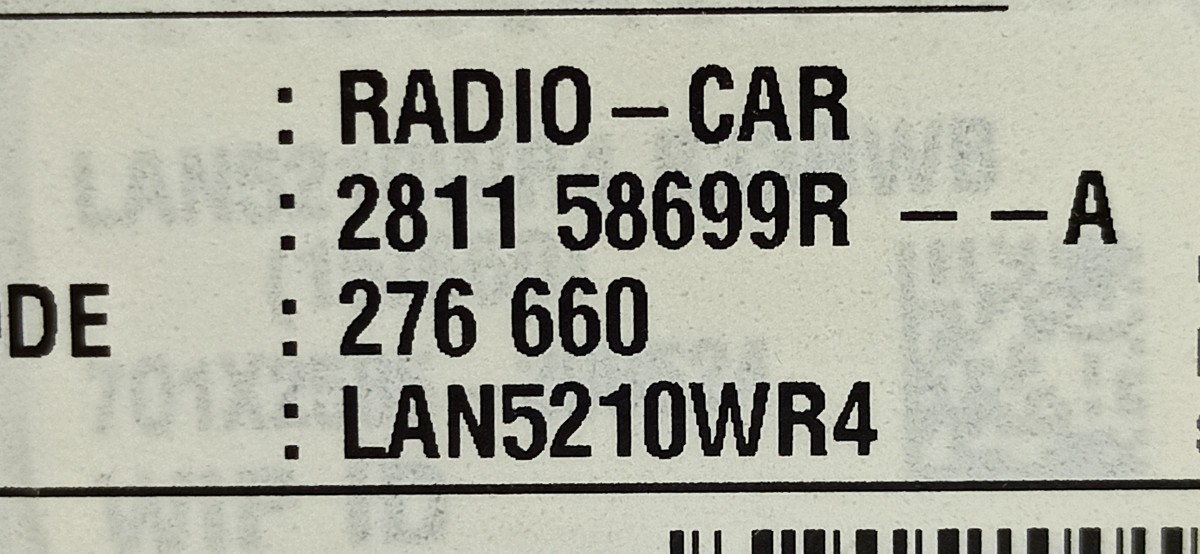 : RADIO – CAR
: 2811 58699R – – A
DE : 276 660
: LAN5210WR4